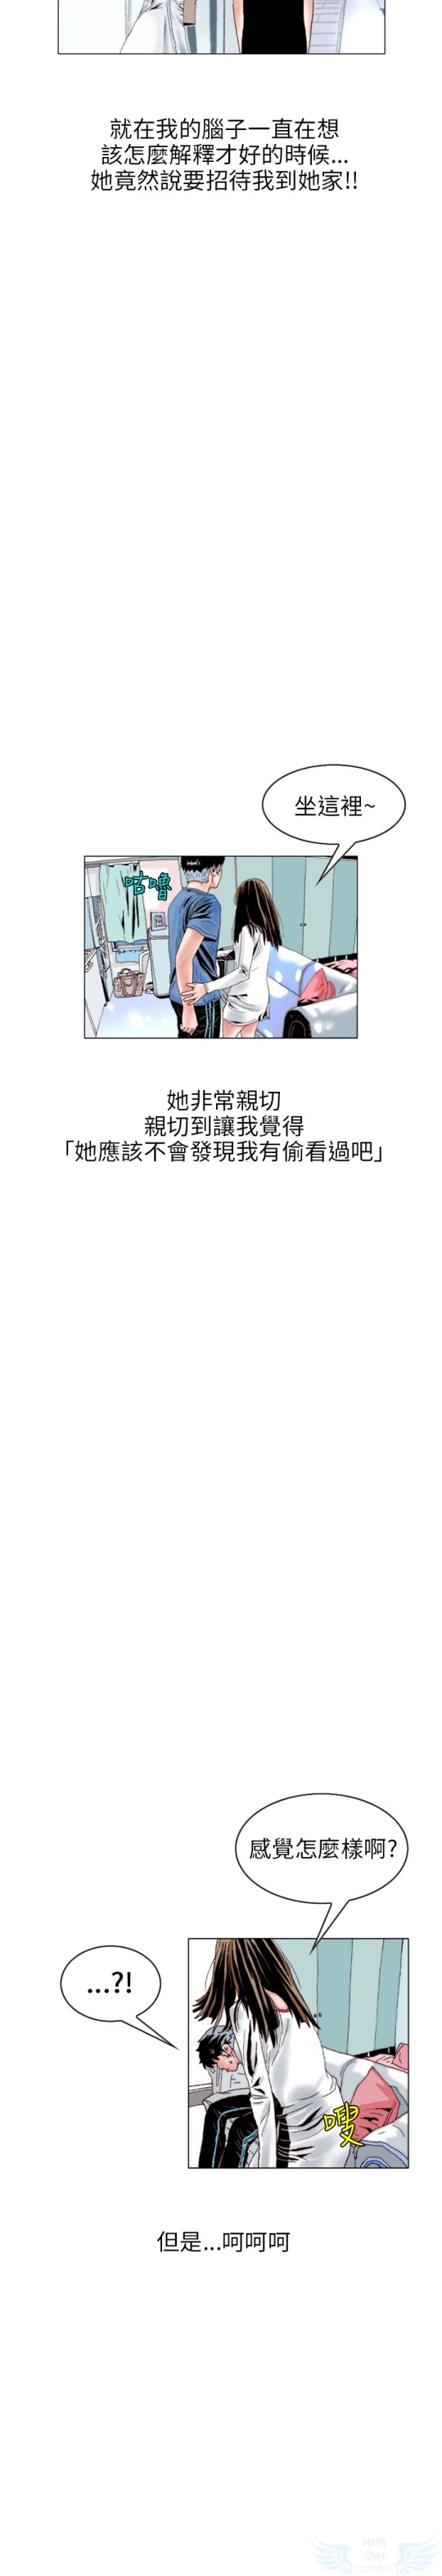 就在我的腦子一直在想
該怎麼解釋才好的時候...
她竟然說要招待我到她家!!
坐這裡~
咕嚕
她非常親切
親切到讓我覺得
「她應該不會發現我有偷看過吧」
感覺怎麼樣啊?
...?!
嗖
但是...呵呵呵